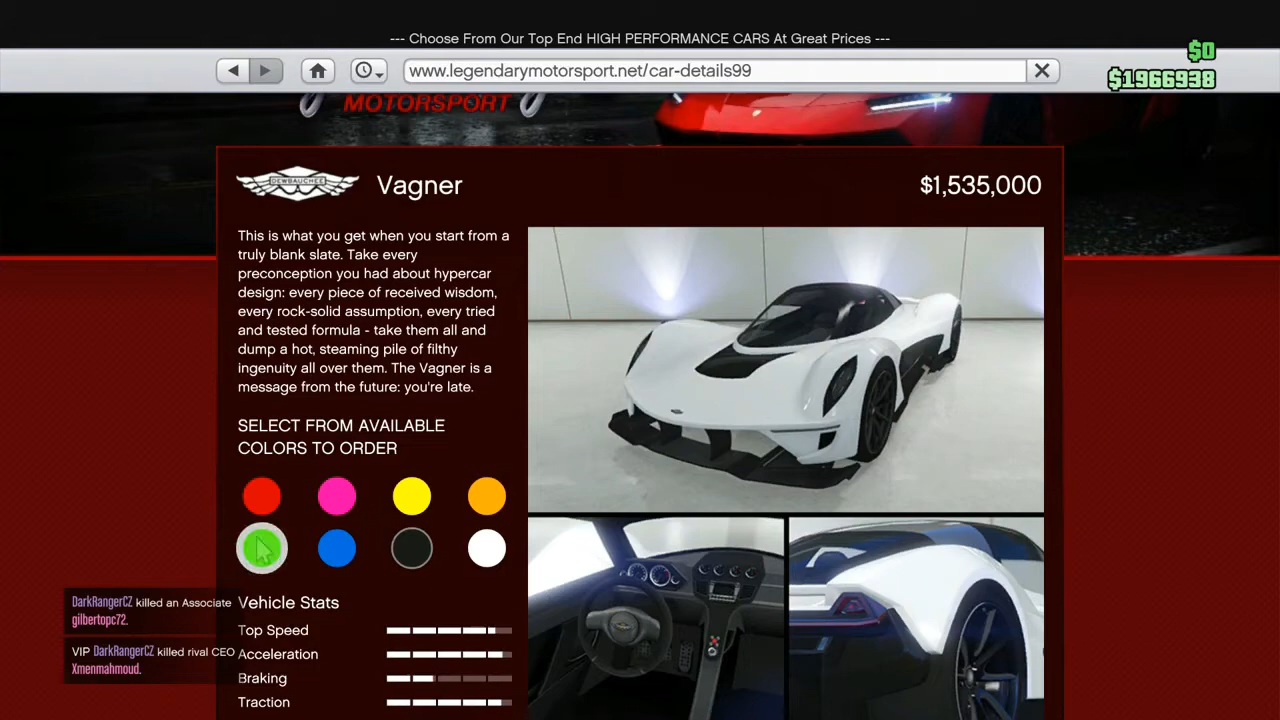 --- Choose From Our Top End HIGH PERFORMANCE CARS At Great Prices ---
$0
www.legendarymotorsport.net/car-details99
$1966938
MOTORSPORT
DEWBAUCHEE
Vagner
$1,535,000
This is what you get when you start from a
truly blank slate. Take every
preconception you had about hypercar
design: every piece of received wisdom,
every rock-solid assumption, every tried
and tested formula - take them all and
dump a hot, steaming pile of filthy
ingenuity all over them. The Vagner is a
message from the future: you're late.
SELECT FROM AVAILABLE
COLORS TO ORDER
DarkRangerCZ killed an Associate
gilbertopc72.
VIP DarkRangerCZ killed rival CEO
Xmenmahmoud.
Vehicle Stats
Top Speed
Acceleration
Braking
Traction